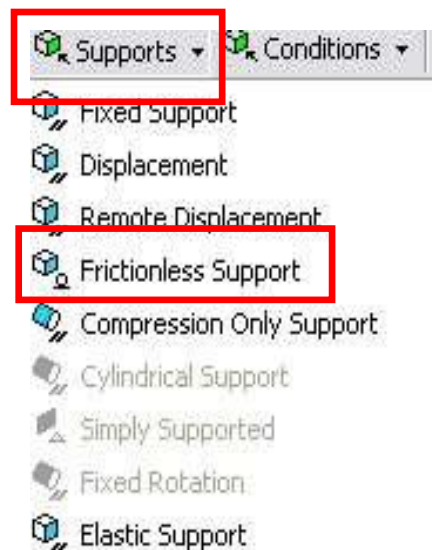 Supports Conditions
Fixed Support
Displacement
Remote Displacement
Frictionless Support
Compression Only Support
Cylindrical Support
Simply Supported
Fixed Rotation
Elastic Support